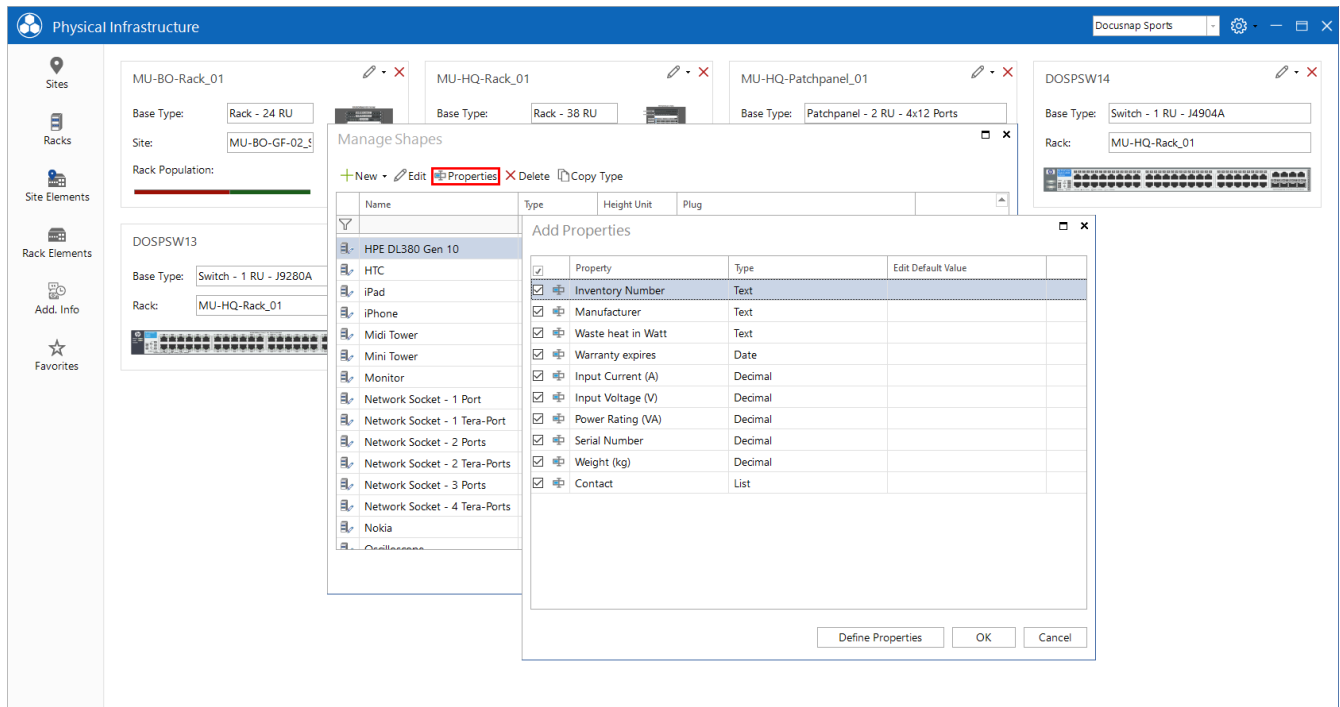 Physical Infrastructure
Docusnap Sports
Sites
Racks
Site Elements
Rack Elements
Add. Info
Favorites
MU-BO-Rack_01
Base Type: Rack - 24 RU
Site: MU-BO-GF-02_S
Rack Population:
MU-HQ-Rack_01
Base Type: Rack - 38 RU
MU-HQ-Patchpanel_01
Base Type: Patchpanel - 2 RU - 4x12 Ports
DOSPSW14
Base Type: Switch - 1 RU - J4904A
Rack: MU-HQ-Rack_01
DOSPSW13
Base Type: Switch - 1 RU - J9280A
Rack: MU-HQ-Rack_01
Manage Shapes
New Edit Properties Delete Copy Type
Name Type Height Unit Plug
HPE DL380 Gen 10
HTC
iPad
iPhone
Midi Tower
Mini Tower
Monitor
Network Socket - 1 Port
Network Socket - 1 Tera-Port
Network Socket - 2 Ports
Network Socket - 2 Tera-Ports
Network Socket - 3 Ports
Network Socket - 4 Tera-Ports
Nokia
Oscilloscope
Add Properties
Property Type Edit Default Value
Inventory Number Text
Manufacturer Text
Waste heat in Watt Text
Warranty expires Date
Input Current (A) Decimal
Input Voltage (V) Decimal
Power Rating (VA) Decimal
Serial Number Decimal
Weight (kg) Decimal
Contact List
Define Properties OK Cancel